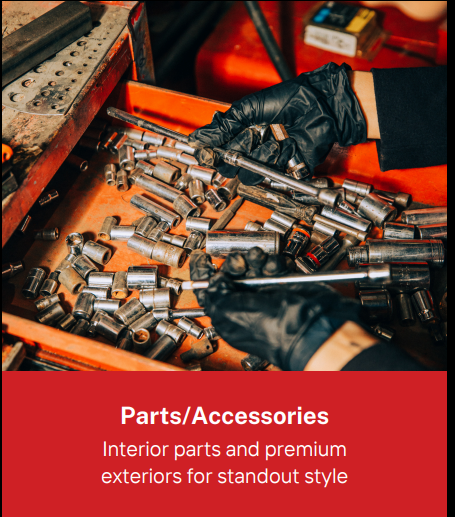 Parts/Accessories
Interior parts and premium
exteriors for standout style